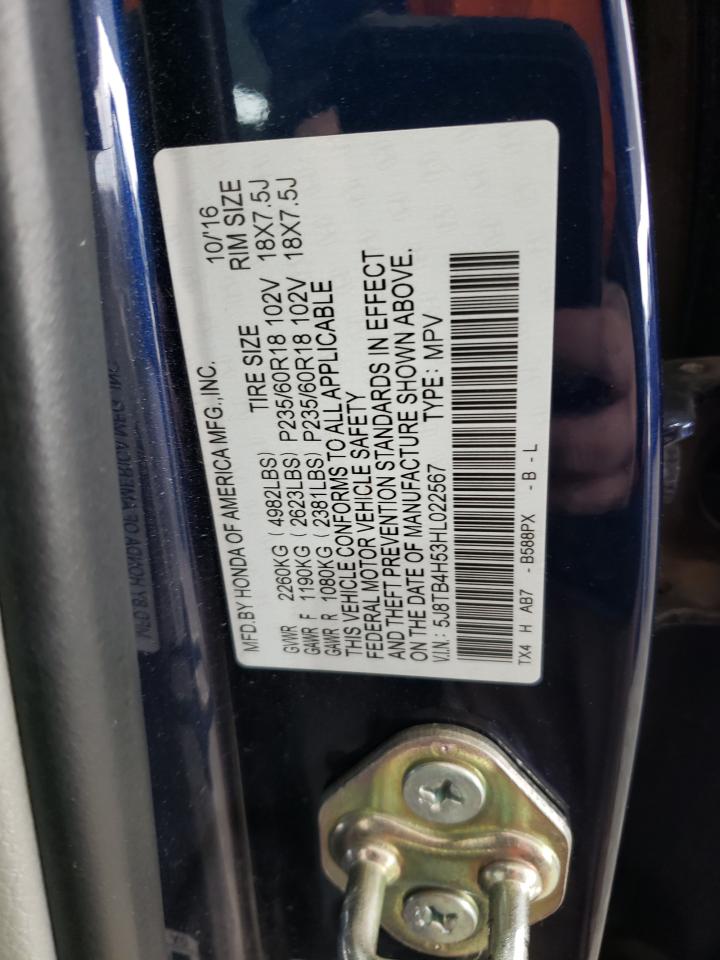 MFD.BY HONDA OF AMERICA MFG.,INC. 10/'16
TIRE SIZE RIM SIZE
GVWR 2260KG ( 4982LBS)
GAWR F 1190KG ( 2623LBS) P235/60R18 102V 18X7.5J
GAWR R 1080KG ( 2381LBS) P235/60R18 102V 18X7.5J
THIS VEHICLE CONFORMS TO ALL APPLICABLE
FEDERAL MOTOR VEHICLE SAFETY
AND THEFT PREVENTION STANDARDS IN EFFECT
ON THE DATE OF MANUFACTURE SHOWN ABOVE.
V.I.N.: 5J8TB4H53HL022567 TYPE: MPV
TX4 H AB7 - B588PX - B - L